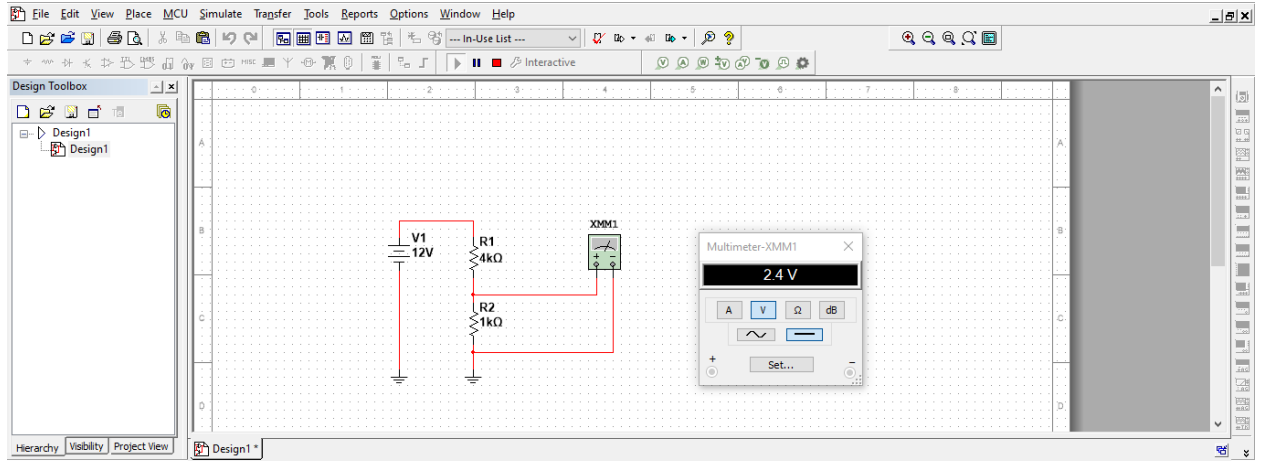 File Edit View Place MCU Simulate Transfer Tools Reports Options Window Help
--- In-Use List ---
Interactive
Design Toolbox
Design1
Design1
0 1 2 3 4 5 6 7 8
A A
B B
C C
D D
V1
12V
R1
4kΩ
R2
1kΩ
XMM1
+ -
Multimeter-XMM1
2.4 V
A V Ω dB
+ Set... −
Hierarchy Visibility Project View
Design1 *